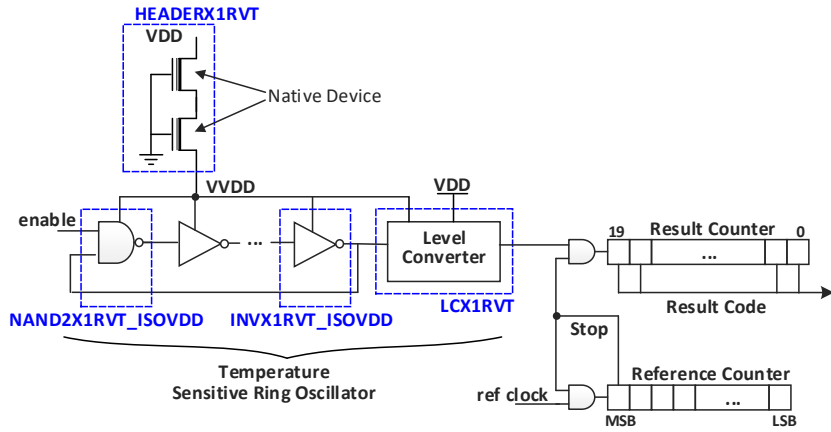 HEADERX1RVT
VDD
Native Device
VVDD
VDD
enable
...
Level
Converter
19
Result Counter
0
...
Result Code
NAND2X1RVT_ISOVDD
INVX1RVT_ISOVDD
LCX1RVT
Stop
Temperature
Sensitive Ring Oscillator
Reference Counter
ref clock
...
MSB
LSB